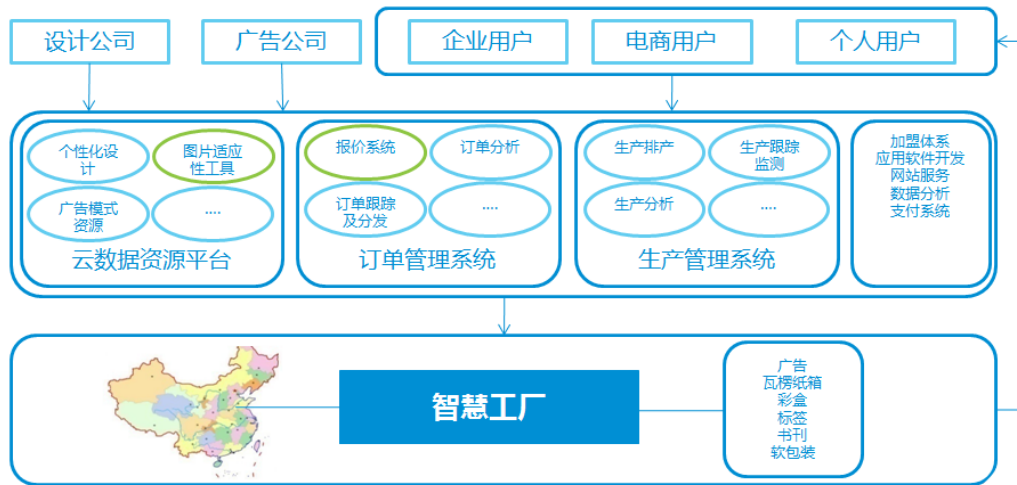 设计公司
广告公司
企业用户
电商用户
个人用户
个性化设
计
图片适应
性工具
广告模式
资源
....
云数据资源平台
报价系统
订单分析
订单跟踪
及分发
....
订单管理系统
生产排产
生产跟踪
监测
生产分析
....
生产管理系统
加盟体系
应用软件开发
网站服务
数据分析
支付系统
智慧工厂
广告
瓦楞纸箱
彩盒
标签
书刊
软包装